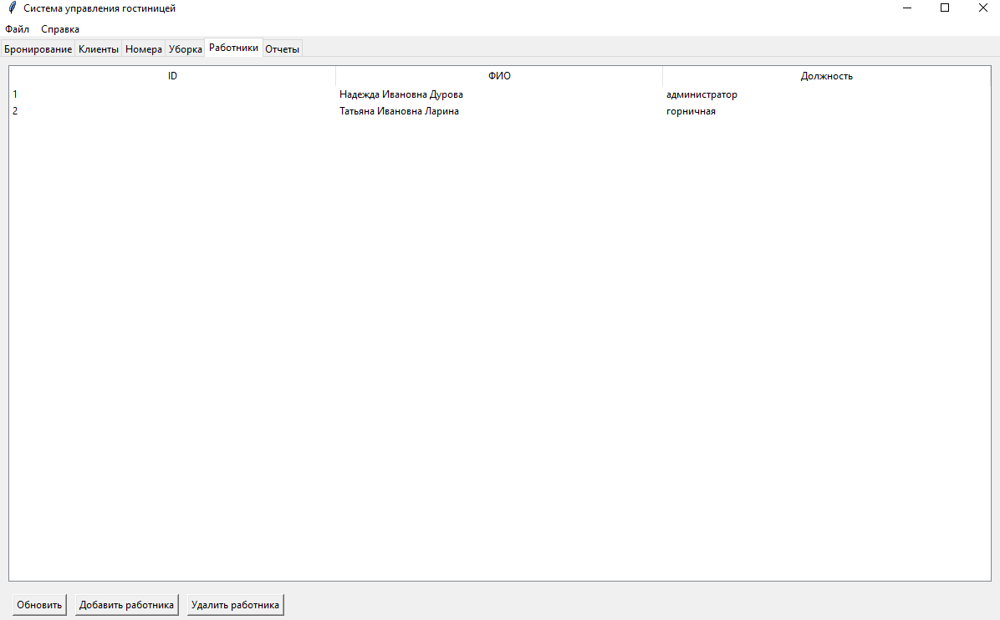 Система управления гостиницей
Файл Справка
Бронирование Клиенты Номера Уборка Работники Отчеты
ID ФИО Должность
1 Надежда Ивановна Дурова администратор
2 Татьяна Ивановна Ларина горничная
Обновить Добавить работника Удалить работника